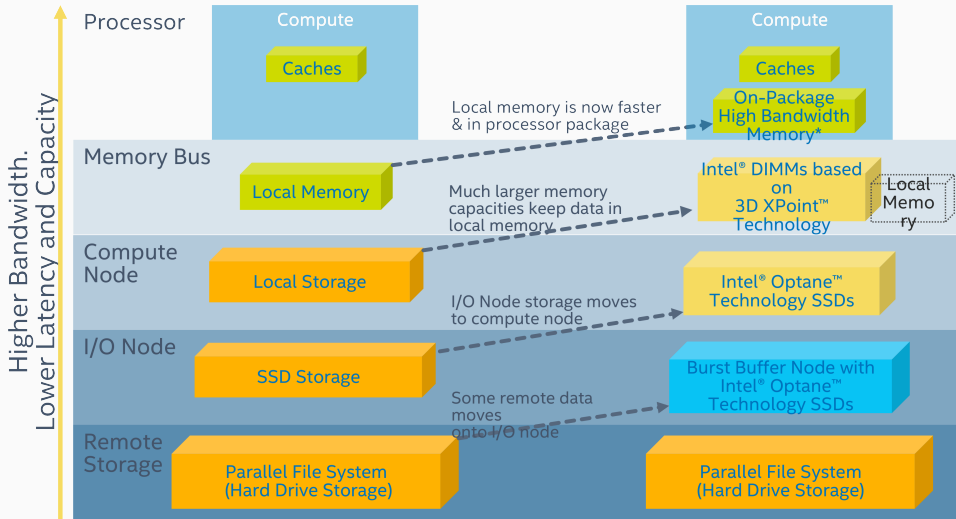 Processor
Compute
Compute
Caches
Caches
On-Package
High Bandwidth
Memory*
Local memory is now faster
& in processor package
Higher Bandwidth.
Lower Latency and Capacity
Memory Bus
Local Memory
Much larger memory
capacities keep data in
local memory
Intel® DIMMs based
on
3D XPoint™
Technology
Local
Memo
ry
Compute
Node
Local Storage
I/O Node storage moves
to compute node
Intel® Optane™
Technology SSDs
I/O Node
SSD Storage
Some remote data
moves
onto I/O node
Burst Buffer Node with
Intel® Optane™
Technology SSDs
Remote
Storage
Parallel File System
(Hard Drive Storage)
Parallel File System
(Hard Drive Storage)